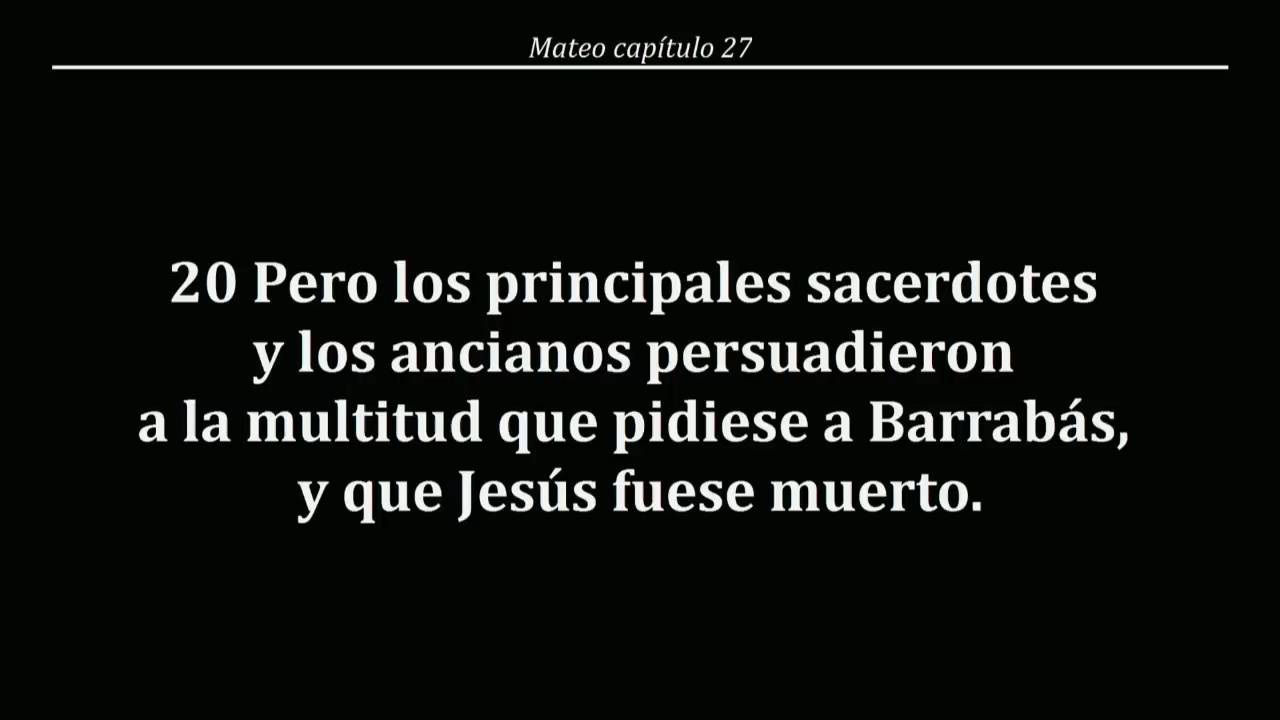 Mateo capítulo 27
20 Pero los principales sacerdotes
y los ancianos persuadieron
a la multitud que pidiese a Barrabás,
y que Jesús fuese muerto.